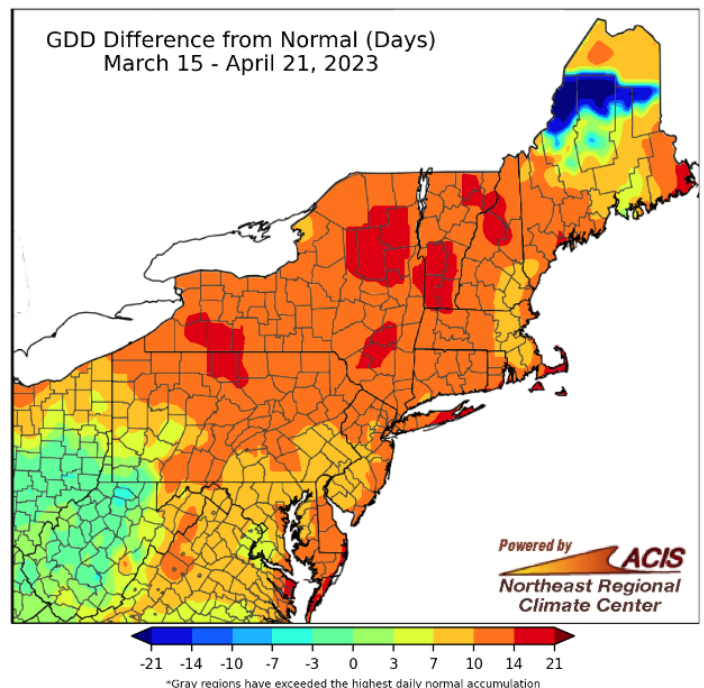 GDD Difference from Normal (Days)
March 15 - April 21, 2023
Powered by
ACIS
Northeast Regional
Climate Center
-21 -14 -10 -7 -3 0 3 7 10 14 21
*Gray regions have exceeded the highest daily normal accumulation